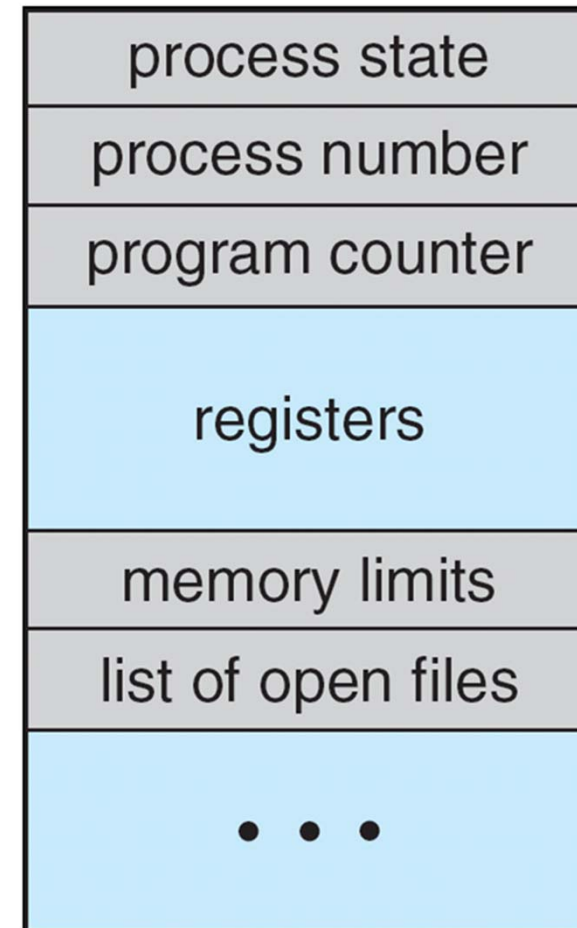 process state
process number
program counter
registers
memory limits
list of open files
• • •